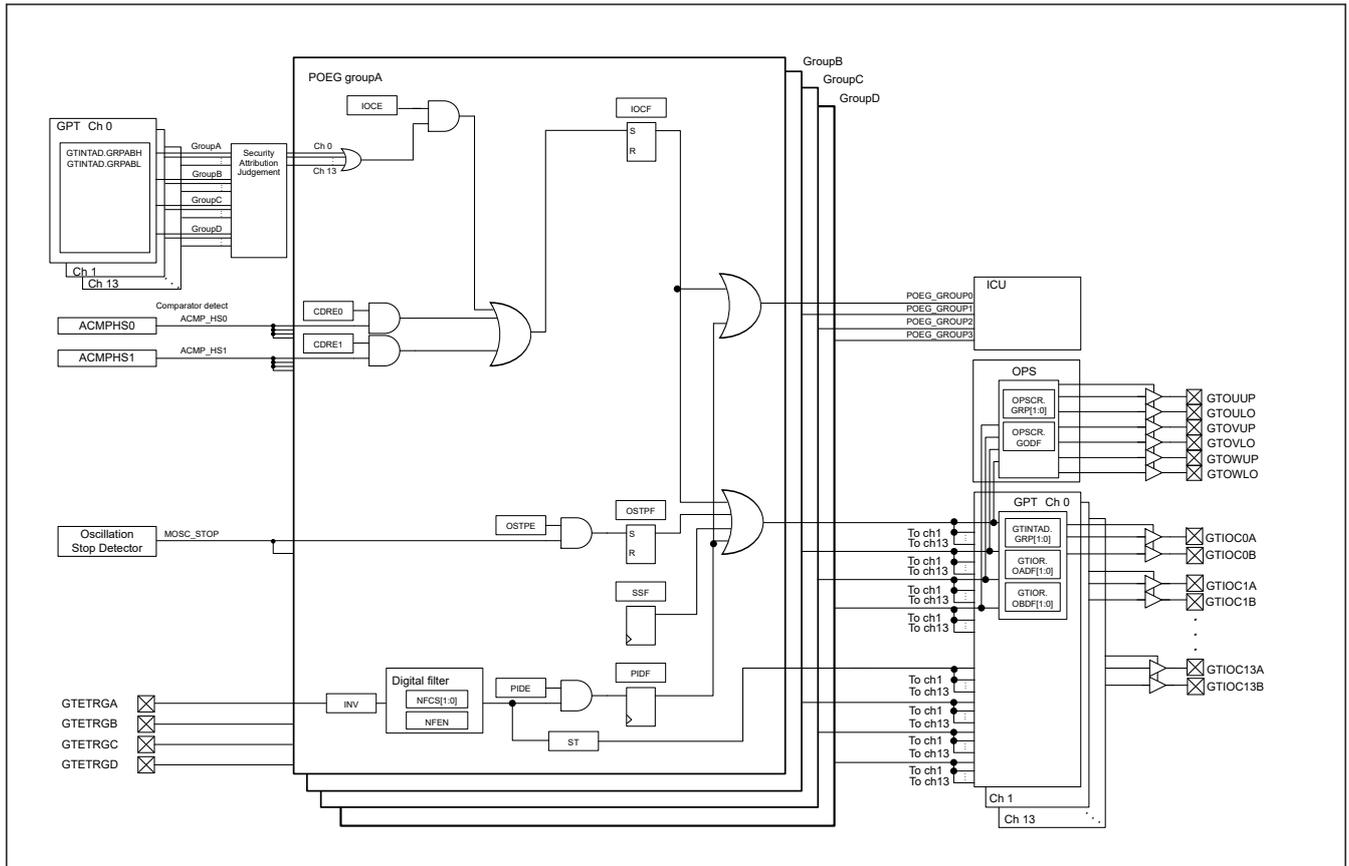 POEG groupA
GroupB
GroupC
GroupD
IOCE
IOCF
S
R
GPT Ch 0
GTINTAD.GRPABH
GTINTAD.GRPABL
Ch 1
Ch 13
GroupA
GroupB
GroupC
GroupD
Security
Attribution
Judgement
Ch 0
Ch 13
Comparator detect
ACMPHS0
ACMP_HS0
ACMPHS1
ACMP_HS1
CDRE0
CDRE1
POEG_GROUP0
POEG_GROUP1
POEG_GROUP2
POEG_GROUP3
ICU
OPS
OPSCR.
GRP[1:0]
OPSCR.
GODF
GTOUUP
GTOULO
GTOVUP
GTOVLO
GTOWUP
GTOWLO
Oscillation
Stop Detector
MOSC_STOP
OSTPE
OSTPF
S
R
SSF
GPT Ch 0
GTINTAD.
GRP[1:0]
GTIOR.
OADF[1:0]
GTIOR.
OBDF[1:0]
To ch1
To ch13
To ch1
To ch13
To ch1
To ch13
To ch1
To ch13
GTIOC0A
GTIOC0B
GTIOC1A
GTIOC1B
GTIOC13A
GTIOC13B
GTETRGA
GTETRGB
GTETRGC
GTETRGD
INV
Digital filter
NFCS[1:0]
NFEN
PIDE
PIDF
ST
To ch1
To ch13
To ch1
To ch13
To ch1
To ch13
To ch1
To ch13
Ch 1
Ch 13